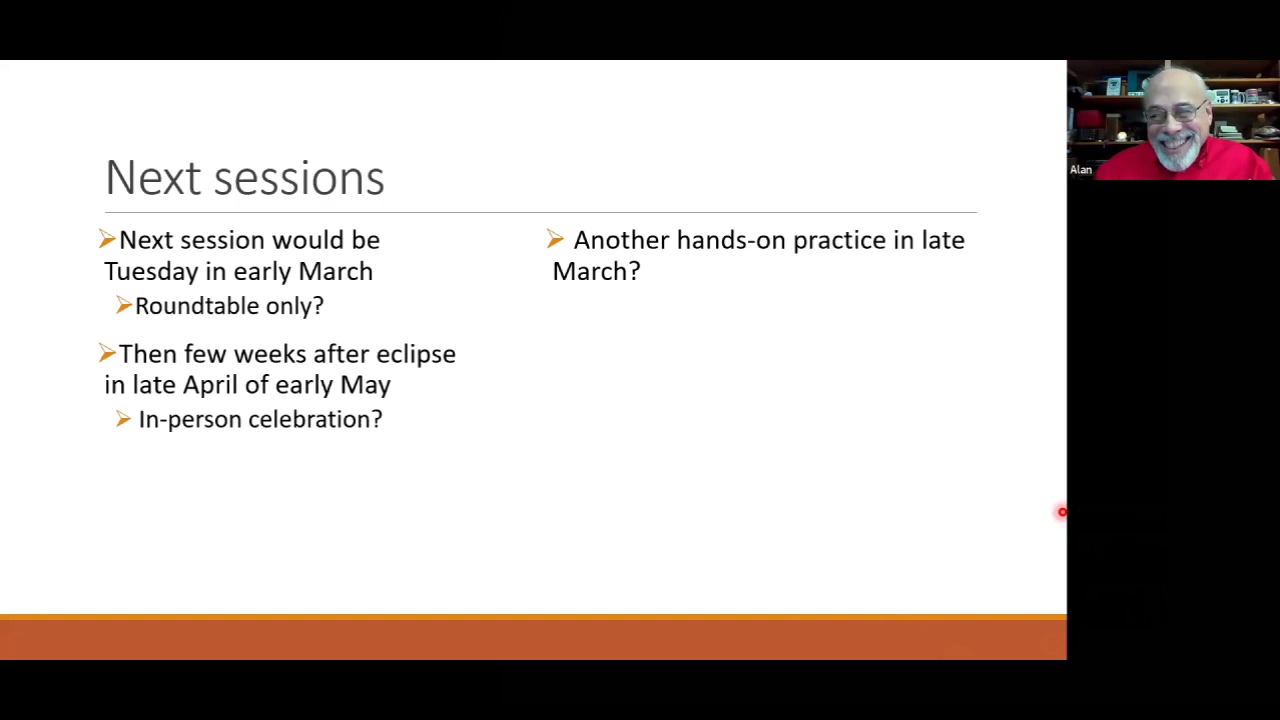 Next sessions
Next session would be
Tuesday in early March
Roundtable only?
Then few weeks after eclipse
in late April of early May
In-person celebration?
Another hands-on practice in late
March?
Alan